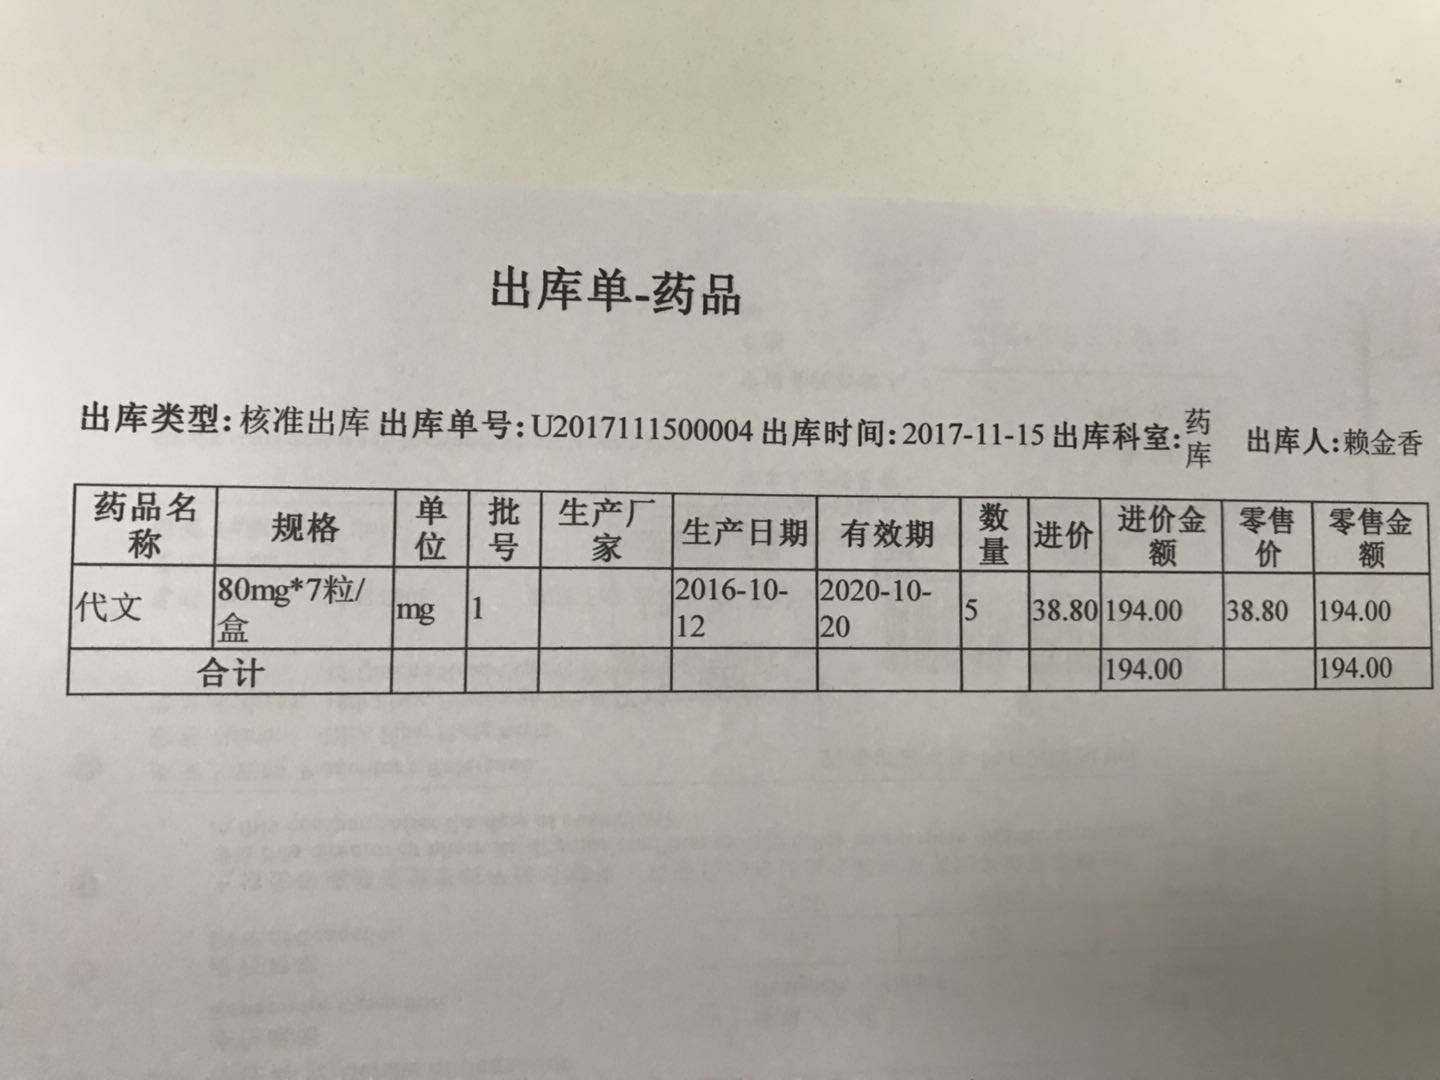 出库单-药品
出库类型: 核准出库 出库单号: U2017111500004 出库时间: 2017-11-15 出库科室: 药库 出库人: 赖金香
药品名称 规格 单位 批号 生产厂家 生产日期 有效期 数量 进价 进价金额 零售价 零售金额
代文 80mg*7粒/盒 mg 1 2016-10-12 2020-10-20 5 38.80 194.00 38.80 194.00
合计 194.00 194.00